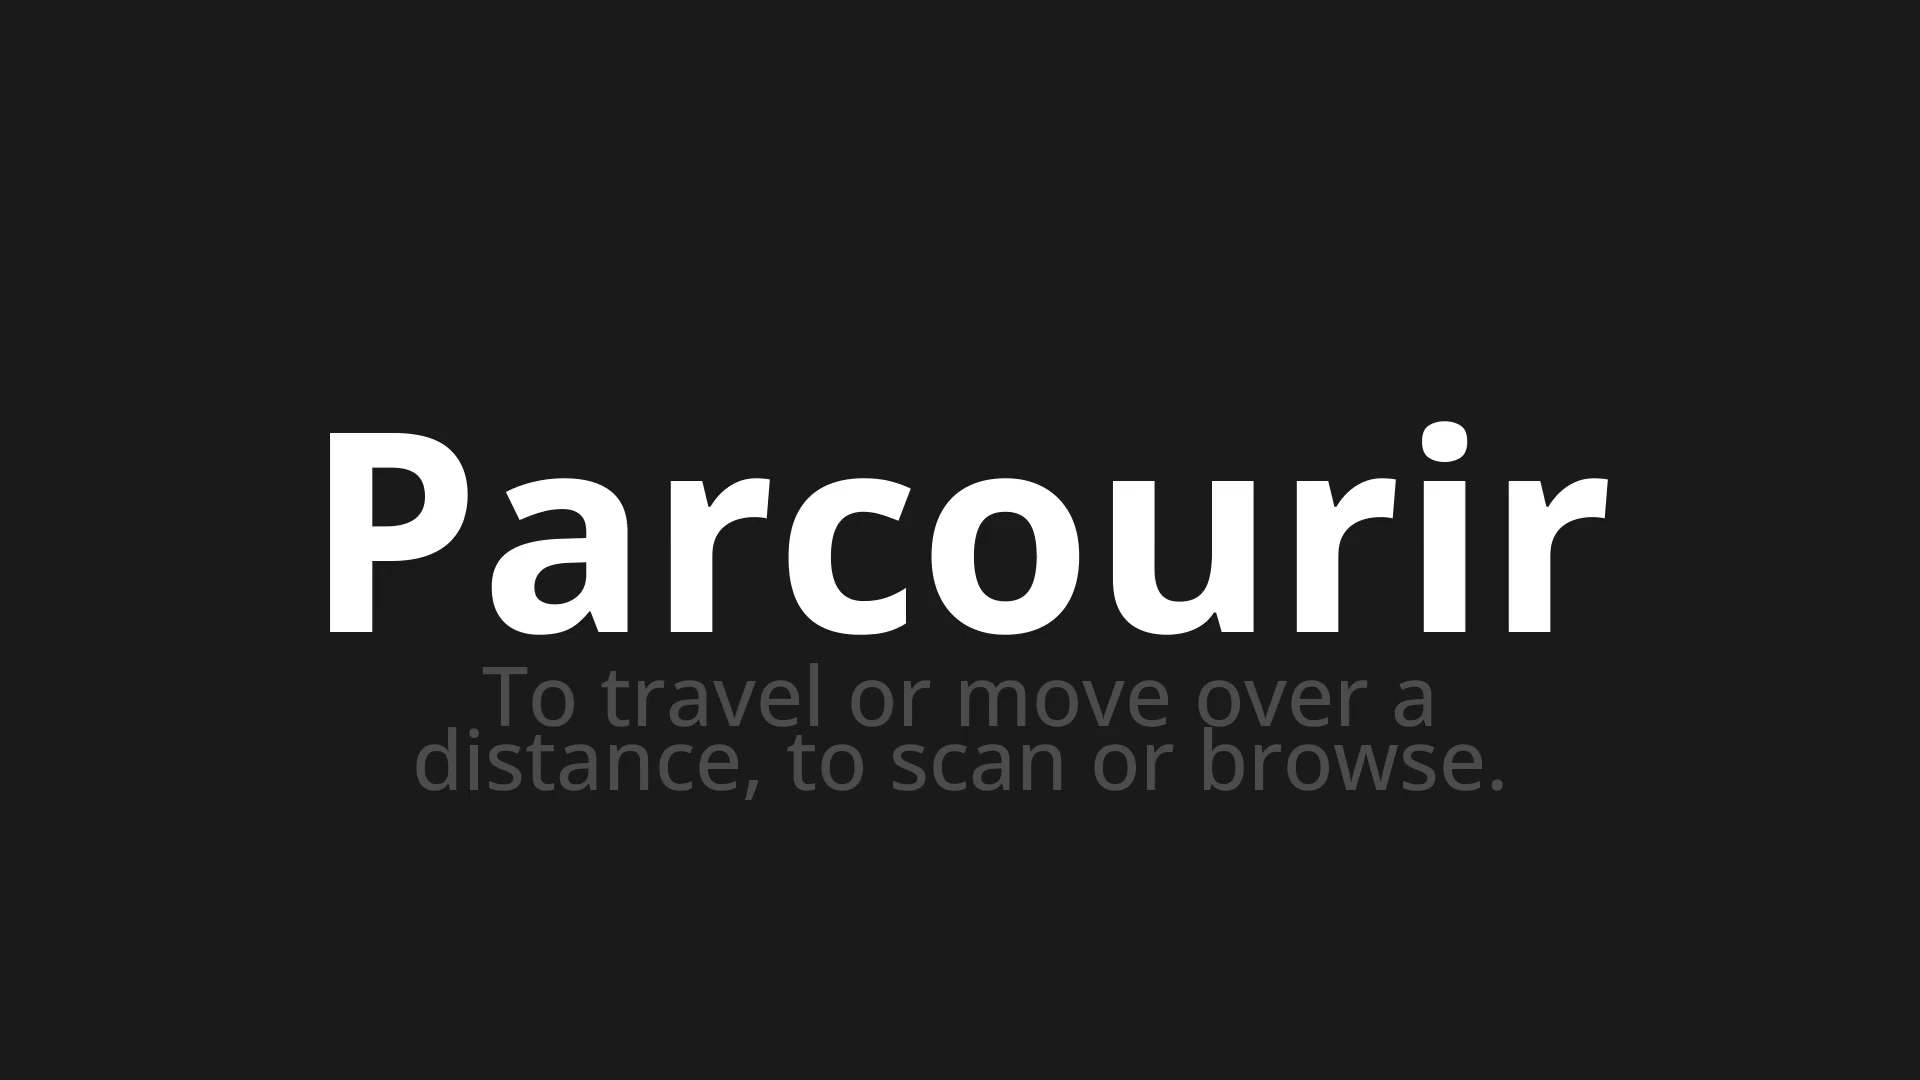 Parcourir
To travel or move over a
distance, to scan or browse.